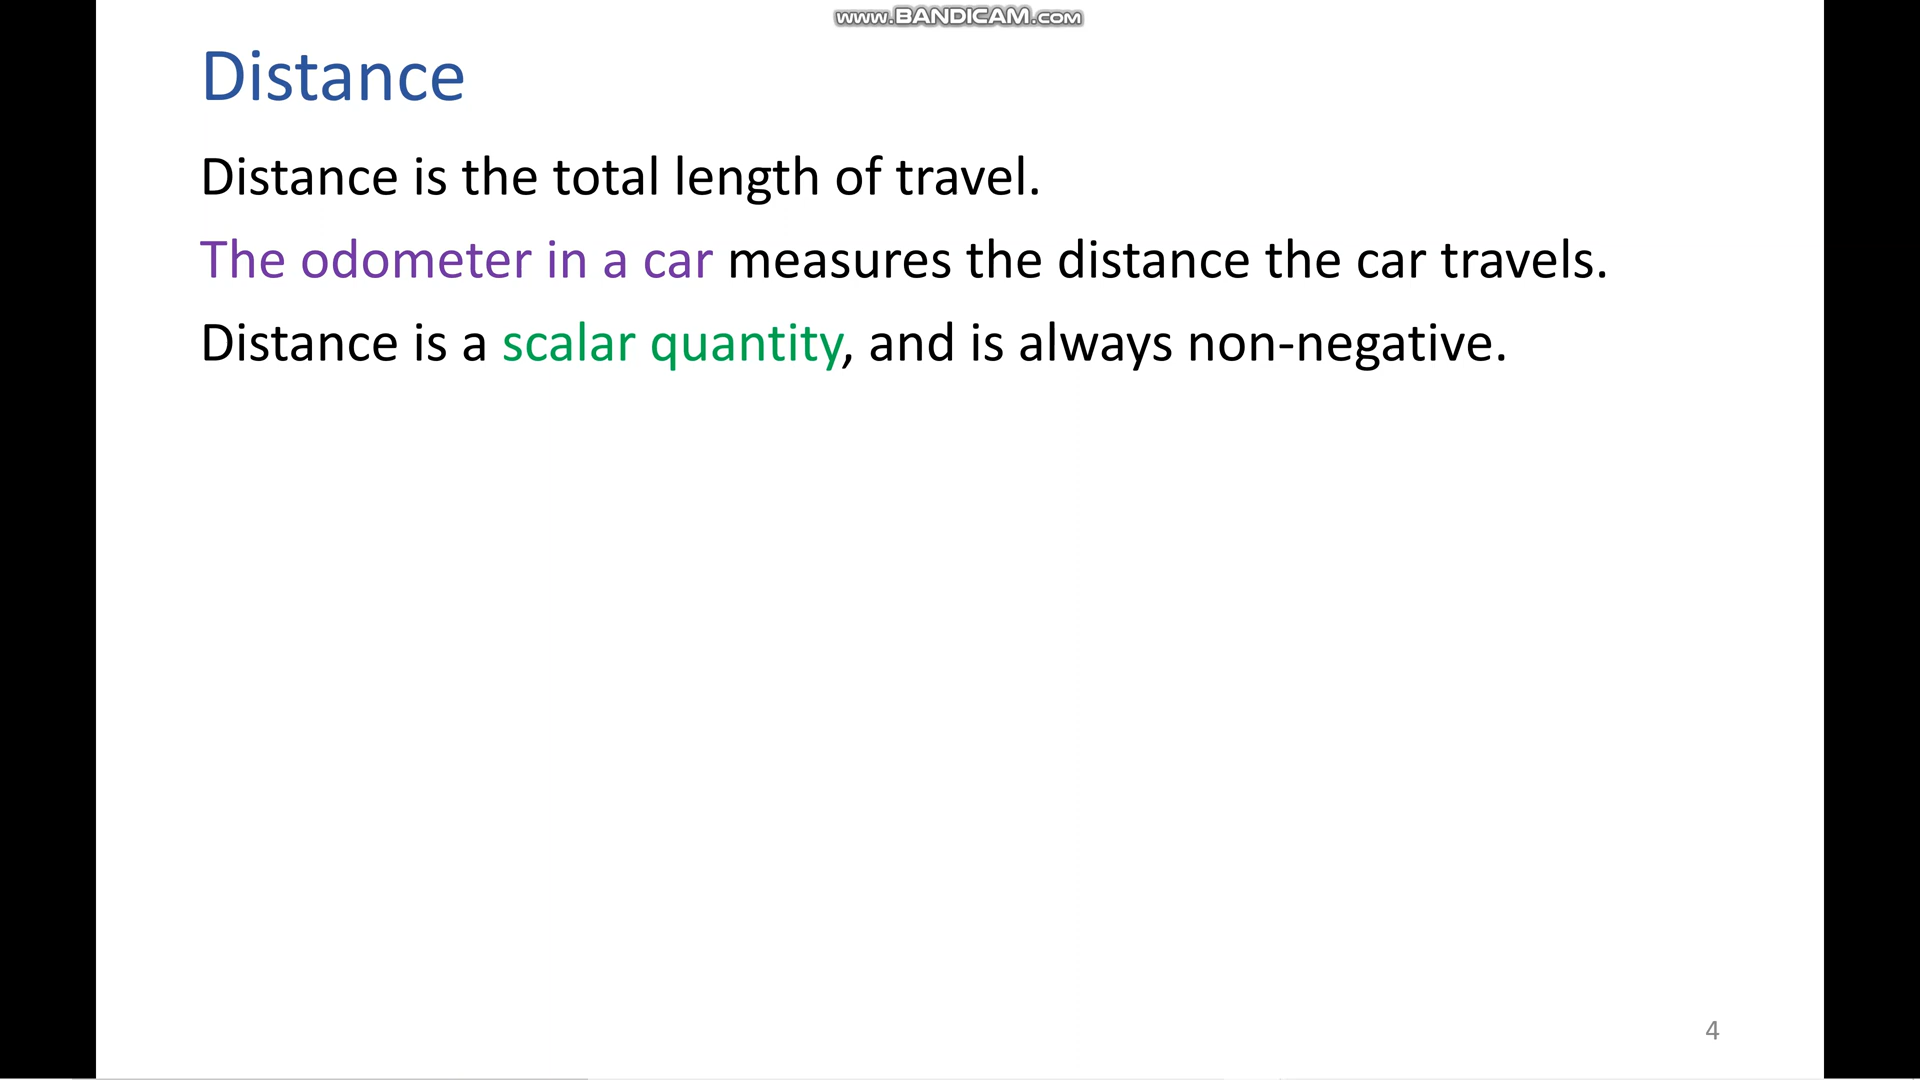 www.BANDICAM.com
Distance
Distance is the total length of travel.
The odometer in a car measures the distance the car travels.
Distance is a scalar quantity, and is always non-negative.
4